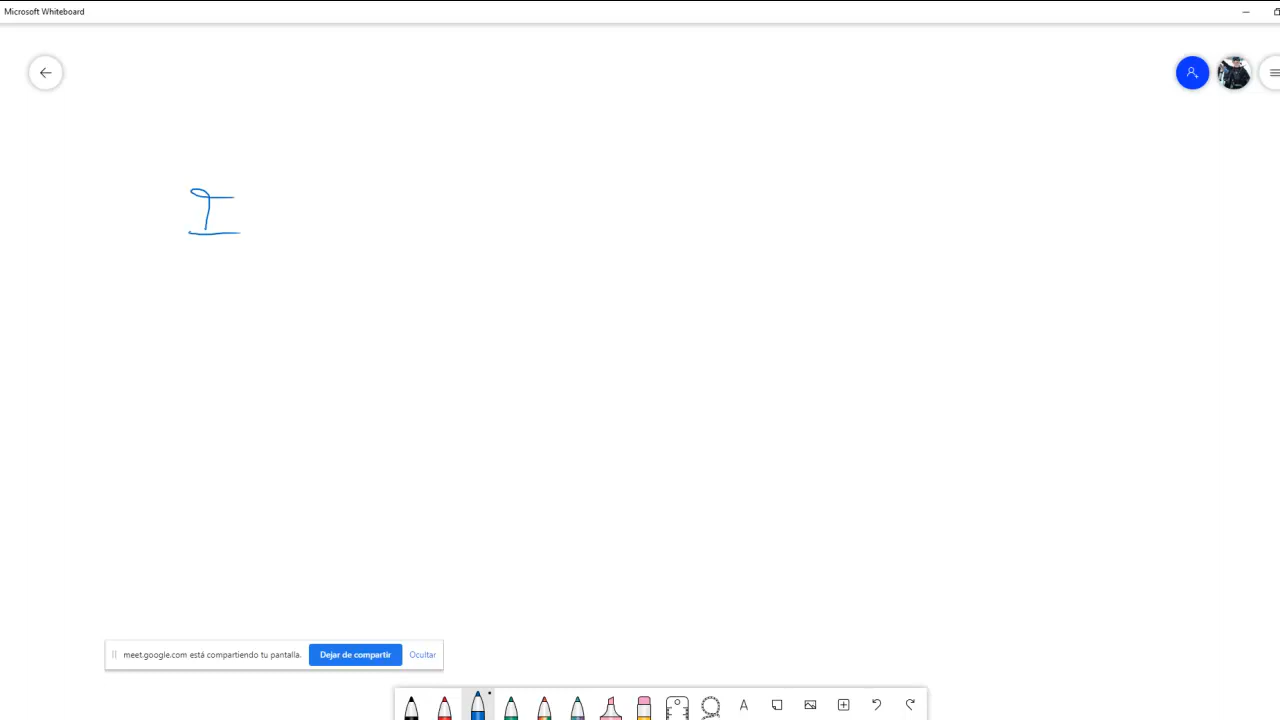 Microsoft Whiteboard
I
meet.google.com está compartiendo tu pantalla. Dejar de compartir Ocultar
A